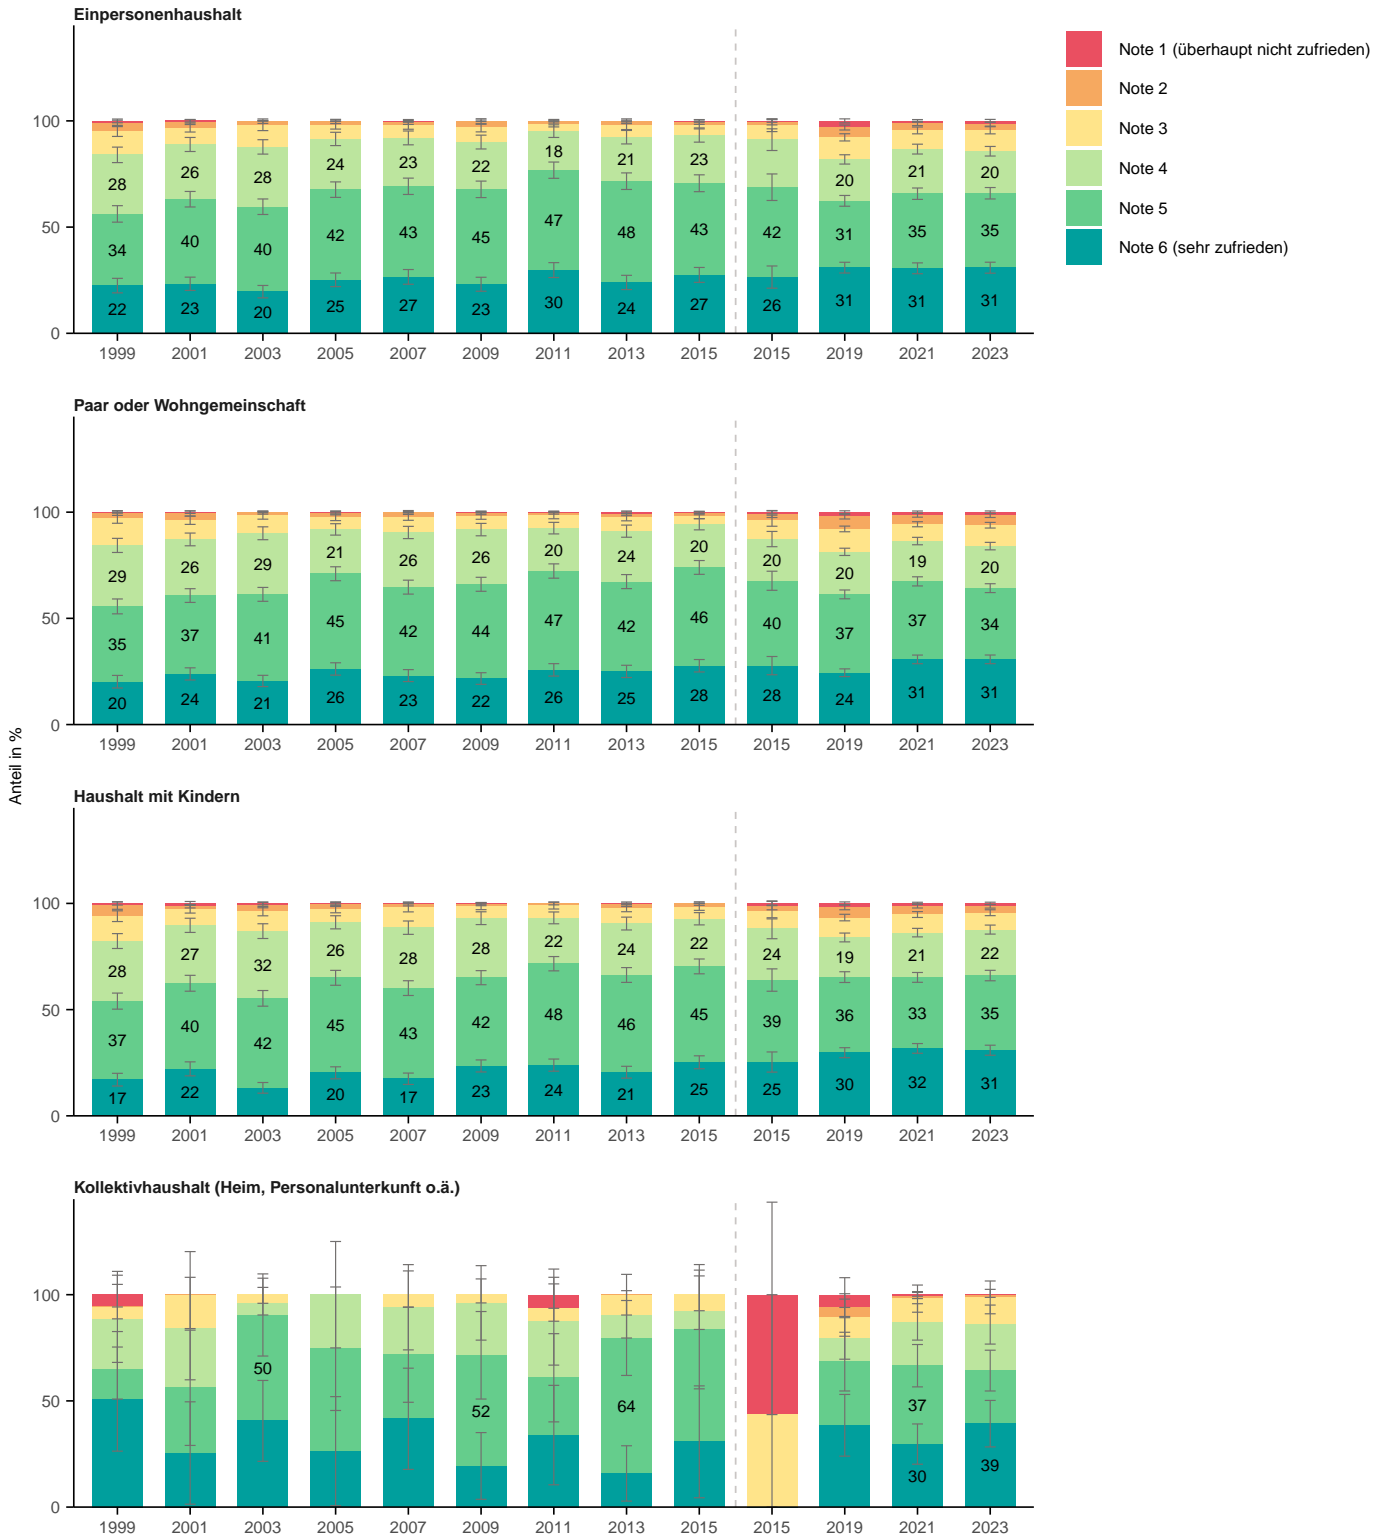 Einpersonenhaushalt
Note 1 (überhaupt nicht zufrieden)
Note 2
Note 3
Note 4
Note 5
Note 6 (sehr zufrieden)
100
50
0
28 26 28 24 23 22 18 21 23 20 21 20
34 40 40 42 43 45 47 48 43 42 31 35 35
22 23 20 25 27 23 30 24 27 26 31 31 31
1999 2001 2003 2005 2007 2009 2011 2013 2015 2015 2019 2021 2023
Paar oder Wohngemeinschaft
100
50
0
29 26 29 21 26 26 20 24 20 20 20 19 20
35 37 41 45 42 44 47 42 46 40 37 37 34
20 24 21 26 23 22 26 25 28 28 24 31 31
1999 2001 2003 2005 2007 2009 2011 2013 2015 2015 2019 2021 2023
Anteil in %
Haushalt mit Kindern
100
50
0
28 27 32 26 28 28 22 24 22 24 19 21 22
37 40 42 45 43 42 48 46 45 39 36 33 35
17 22 20 17 23 24 21 25 25 30 32 31
1999 2001 2003 2005 2007 2009 2011 2013 2015 2015 2019 2021 2023
Kollektivhaushalt (Heim, Personalunterkunft o.ä.)
100
50
0
50 52 64 37
30 39
1999 2001 2003 2005 2007 2009 2011 2013 2015 2015 2019 2021 2023